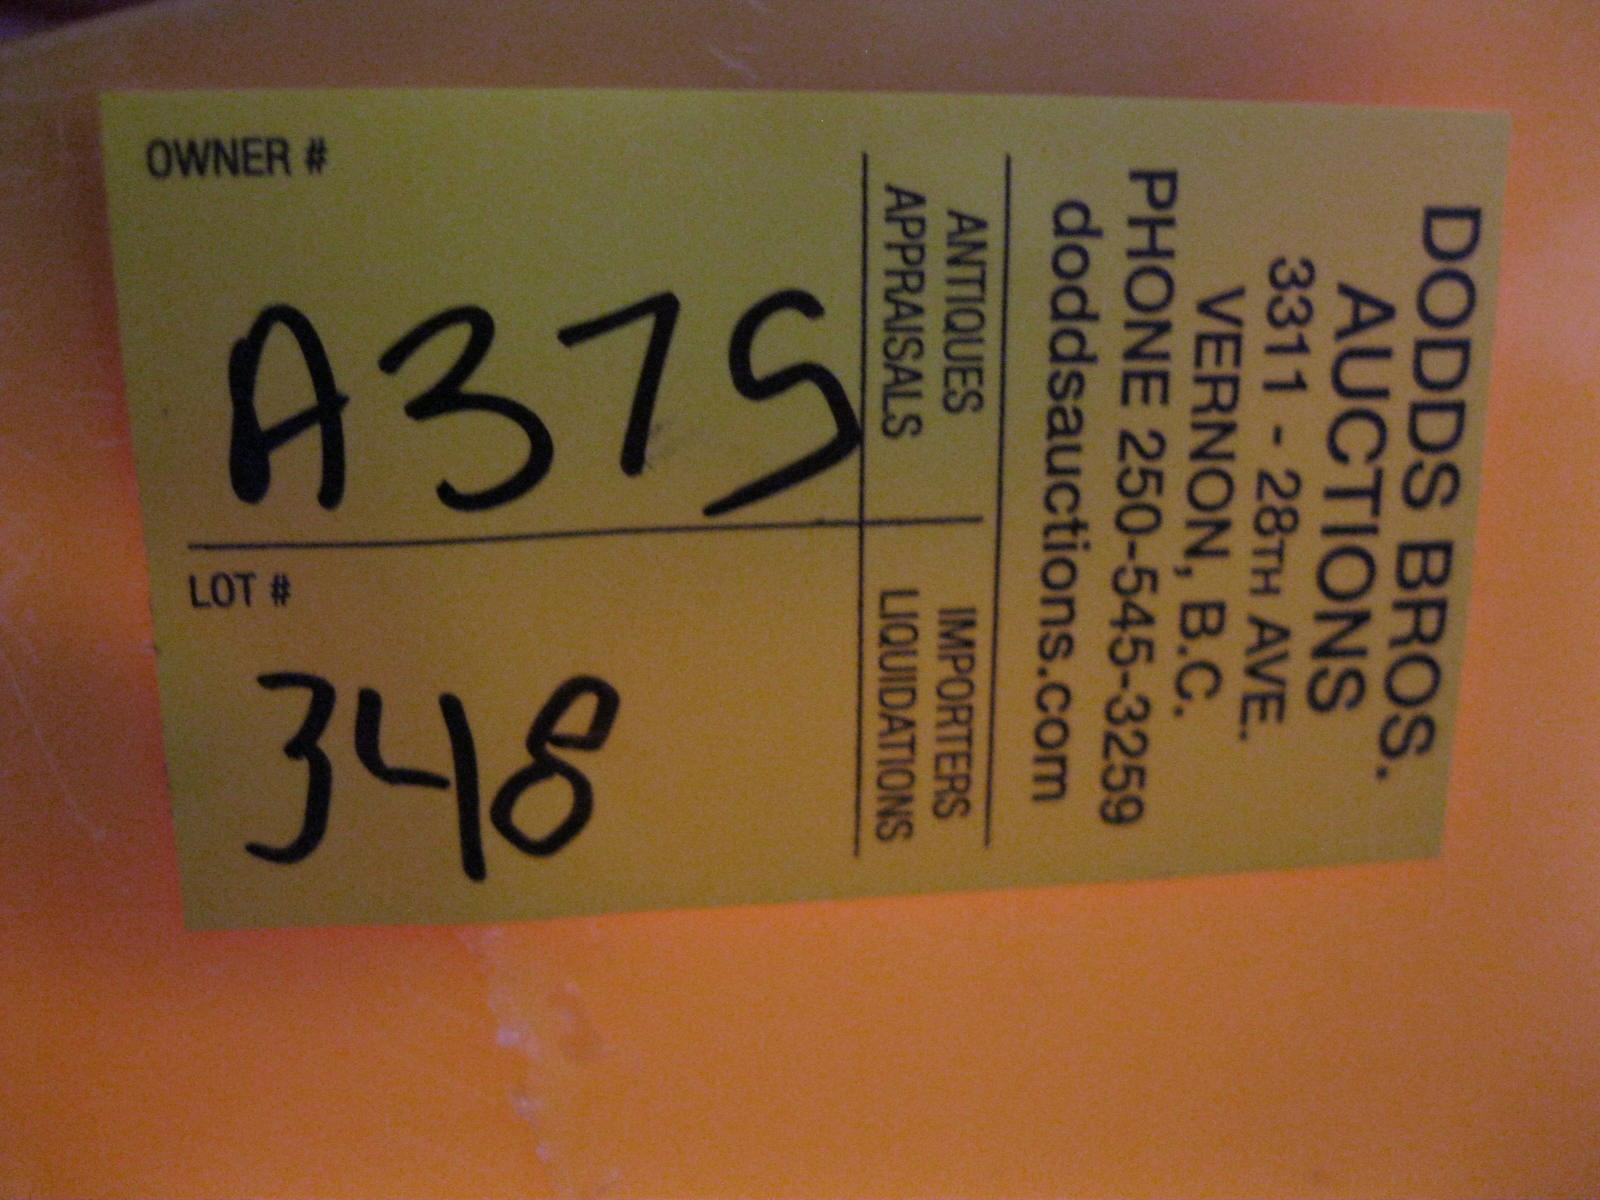 DODDS BROS.
AUCTIONS
3311 - 28TH AVE.
VERNON, B.C.
PHONE 250-545-3259
doddsauctions.com
ANTIQUES
APPRAISALS
IMPORTERS
LIQUIDATIONS
OWNER #
A375
LOT #
348